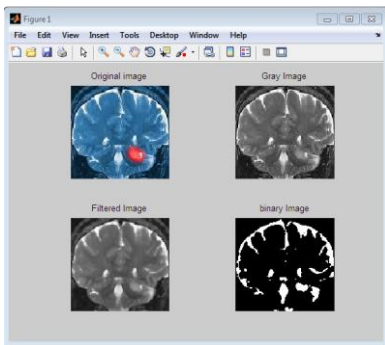 Figure 1
File Edit View Insert Tools Desktop Window Help
Original image
Gray Image
Filtered Image
binary Image